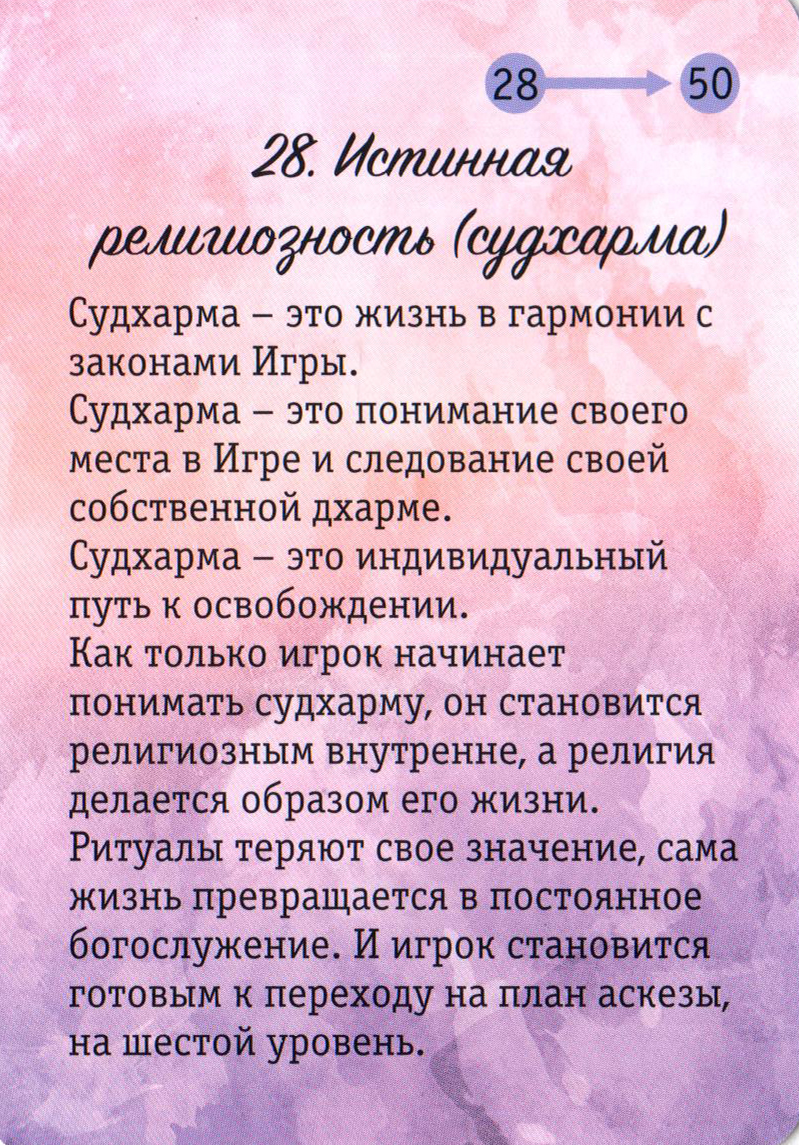 28 50
28. Истинная
религиозность (судхарма)
Судхарма – это жизнь в гармонии с
законами Игры.
Судхарма – это понимание своего
места в Игре и следование своей
собственной дхарме.
Судхарма – это индивидуальный
путь к освобождении.
Как только игрок начинает
понимать судхарму, он становится
религиозным внутренне, а религия
делается образом его жизни.
Ритуалы теряют свое значение, сама
жизнь превращается в постоянное
богослужение. И игрок становится
готовым к переходу на план аскезы,
на шестой уровень.